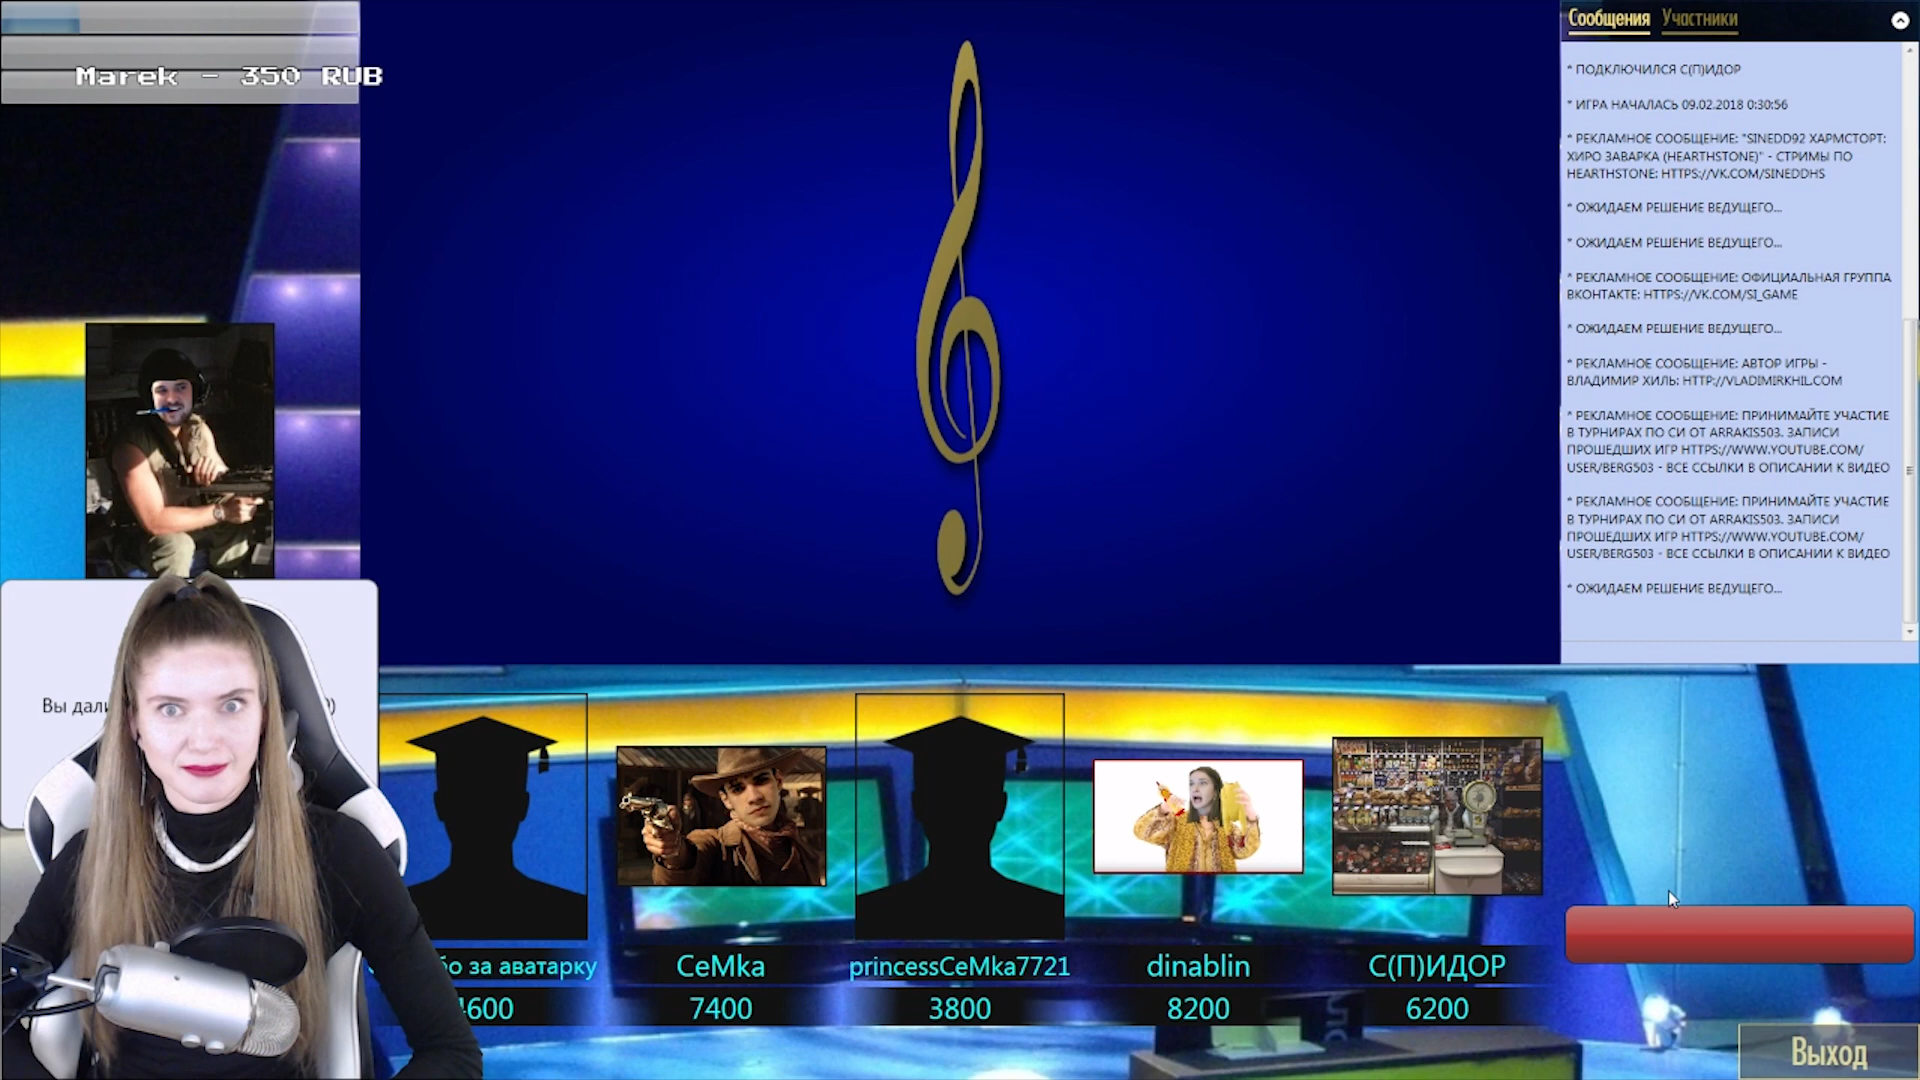 Marek - 350 RUB
Вы дали
Сообщения Участники
* ПОДКЛЮЧИЛСЯ С(П)ИДОР
* ИГРА НАЧАЛАСЬ 09.02.2018 0:30:56
* РЕКЛАМНОЕ СООБЩЕНИЕ: "SINEDD92 ХАРМСТОРТ:
ХИРО ЗАВАРКА (HEARTHSTONE)" - СТРИМЫ ПО
HEARTHSTONE: HTTPS://VK.COM/SINEDDHS
* ОЖИДАЕМ РЕШЕНИЕ ВЕДУЩЕГО...
* ОЖИДАЕМ РЕШЕНИЕ ВЕДУЩЕГО...
* РЕКЛАМНОЕ СООБЩЕНИЕ: ОФИЦИАЛЬНАЯ ГРУППА
ВКОНТАКТЕ: HTTPS://VK.COM/SI_GAME
* ОЖИДАЕМ РЕШЕНИЕ ВЕДУЩЕГО...
* РЕКЛАМНОЕ СООБЩЕНИЕ: АВТОР ИГРЫ -
ВЛАДИМИР ХИЛЬ: HTTP://VLADIMIRKHIL.COM
* РЕКЛАМНОЕ СООБЩЕНИЕ: ПРИНИМАЙТЕ УЧАСТИЕ
В ТУРНИРАХ ПО СИ ОТ ARRAKIS503. ЗАПИСИ
ПРОШЕДШИХ ИГР HTTPS://WWW.YOUTUBE.COM/
USER/BERG503 - ВСЕ ССЫЛКИ В ОПИСАНИИ К ВИДЕО
* РЕКЛАМНОЕ СООБЩЕНИЕ: ПРИНИМАЙТЕ УЧАСТИЕ
В ТУРНИРАХ ПО СИ ОТ ARRAKIS503. ЗАПИСИ
ПРОШЕДШИХ ИГР HTTPS://WWW.YOUTUBE.COM/
USER/BERG503 - ВСЕ ССЫЛКИ В ОПИСАНИИ К ВИДЕО
* ОЖИДАЕМ РЕШЕНИЕ ВЕДУЩЕГО...
за аватарку CeMka princessCeMka7721 dinablin С(П)ИДОР
4600 7400 3800 8200 6200
Выход